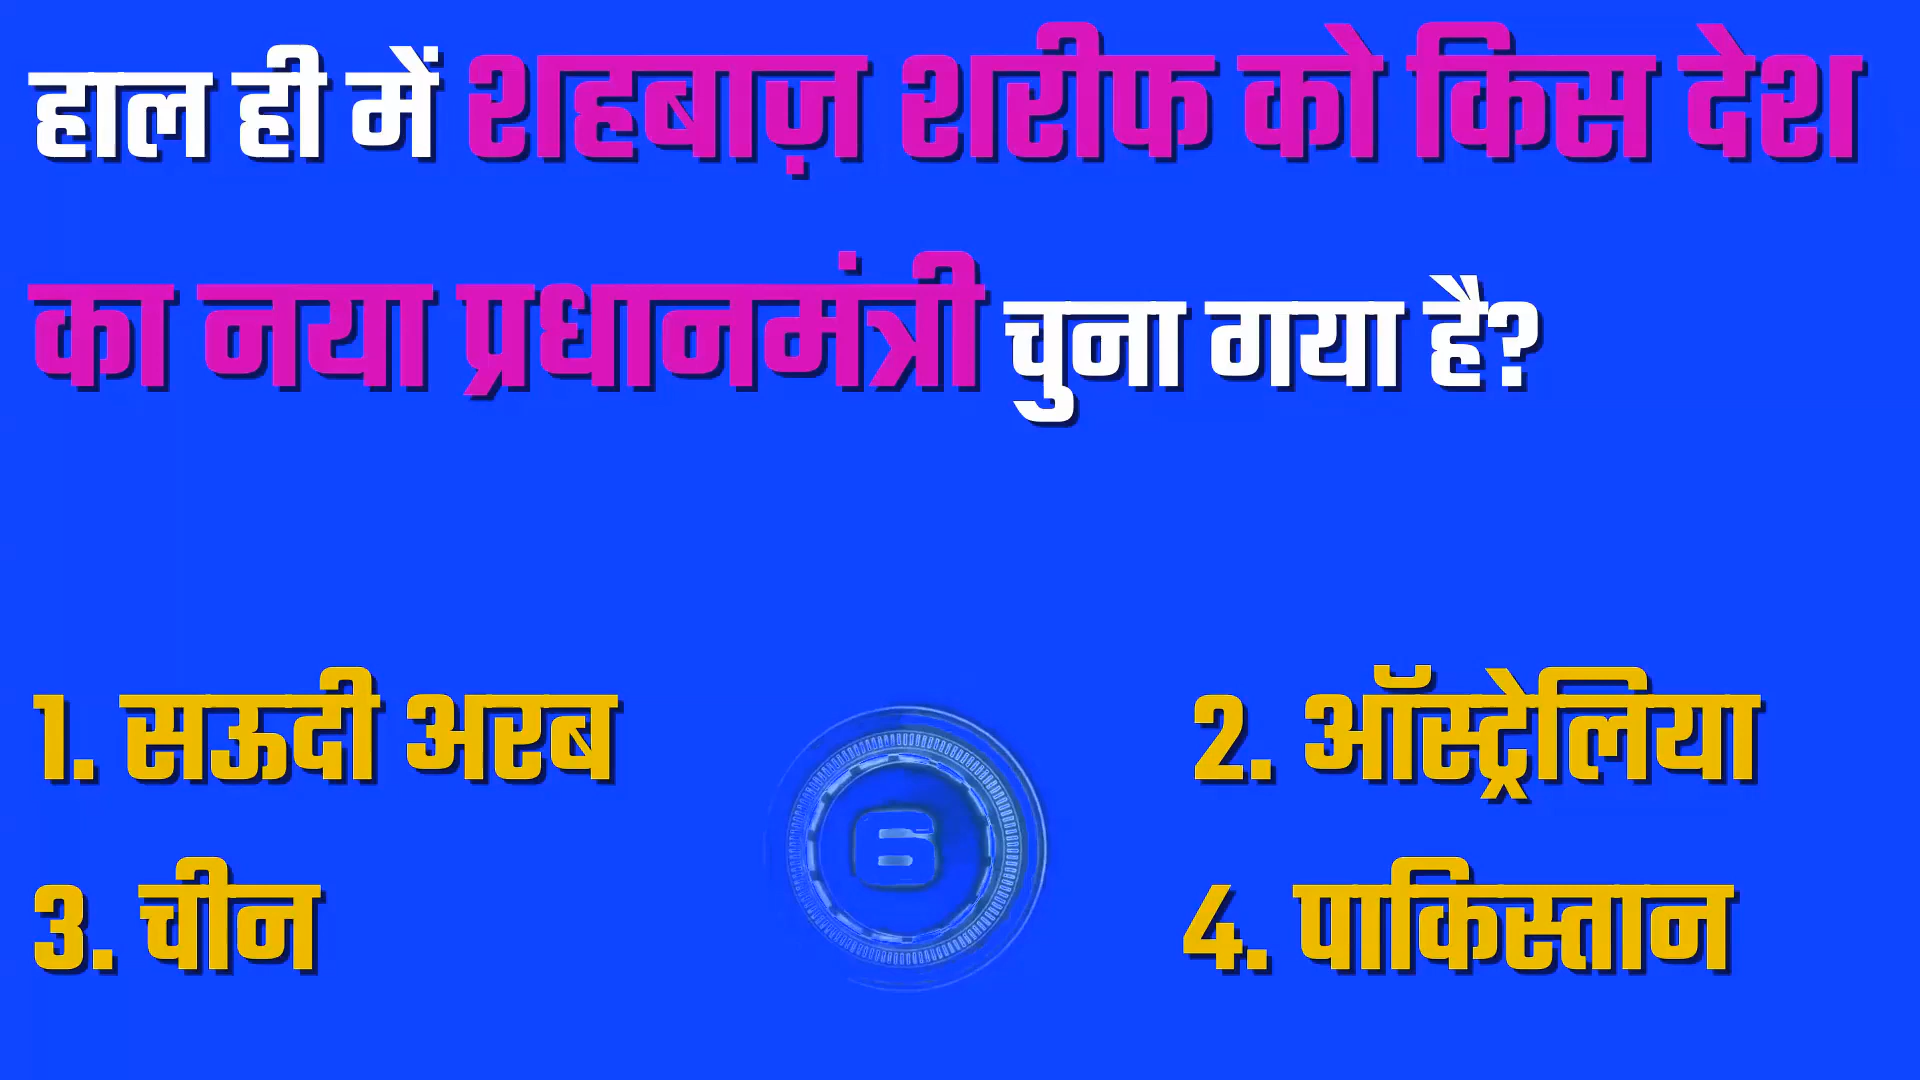 हाल ही में शहबाज़ शरीफ को किस देश
का नया प्रधानमंत्री चुना गया है?
1. सऊदी अरब
2. ऑस्ट्रेलिया
6
3. चीन
4. पाकिस्तान